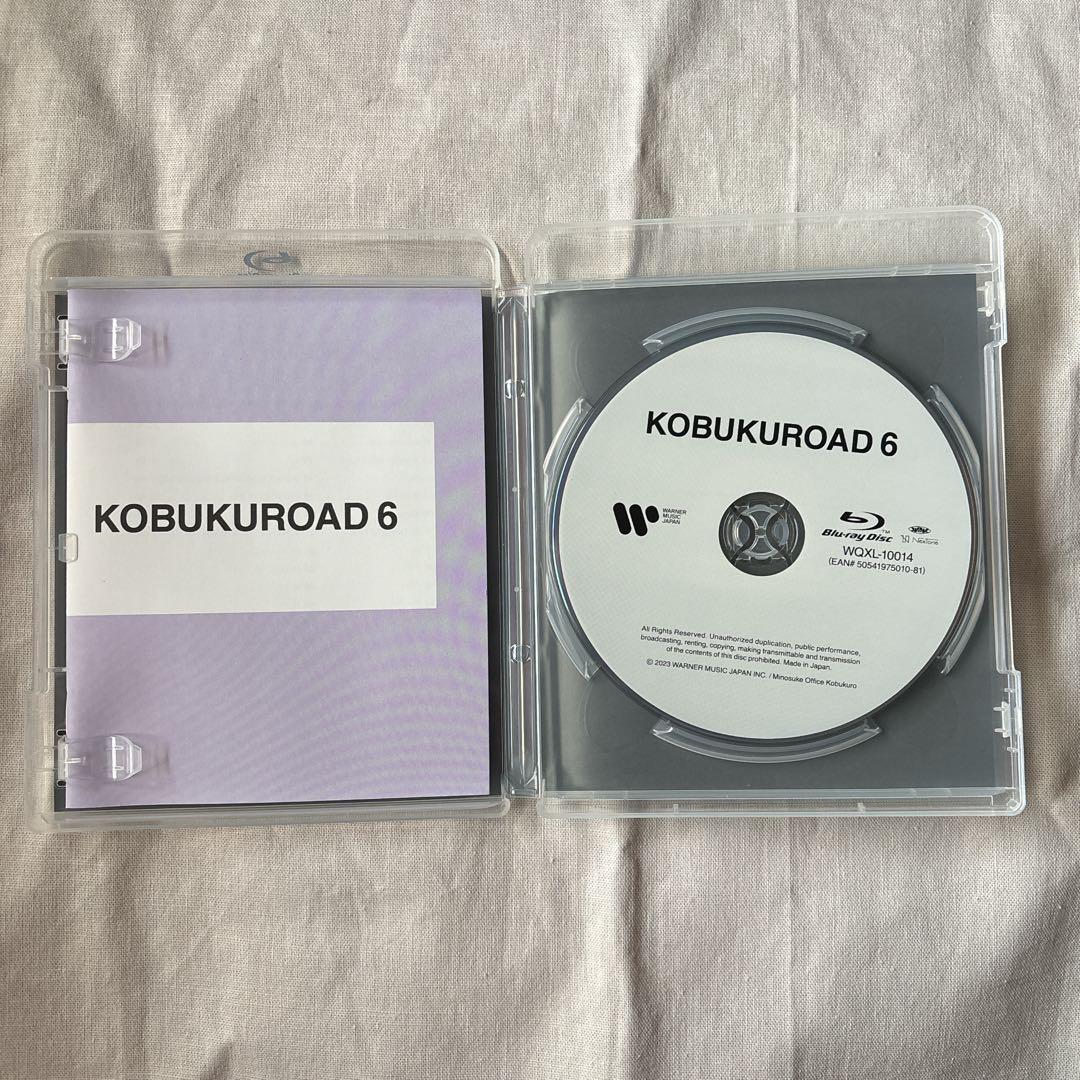 KOBUKUROAD 6
KOBUKUROAD 6
WARNER
MUSIC
JAPAN
Blu-ray Disc™
NexTone
WQXL-10014
(EAN# 50541975010-81)
All Rights Reserved. Unauthorized duplication, public performance,
broadcasting, renting, copying, making transmittable and transmission
of the contents of this disc prohibited. Made in Japan.
© 2023 WARNER MUSIC JAPAN INC. / Minosuke Office Kobukuro